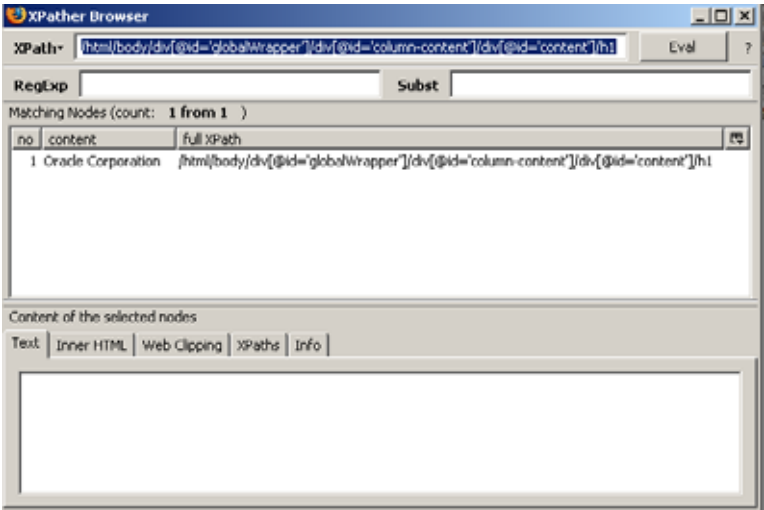 XPather Browser
XPath /html/body/div[@id='globalWrapper']/div[@id='column-content']/div[@id='content']/h1 Eval ?
RegExp Subst
Matching Nodes (count: 1 from 1 )
no content full XPath
1 Oracle Corporation /html/body/div[@id='globalWrapper']/div[@id='column-content']/div[@id='content']/h1
Content of the selected nodes
Text Inner HTML Web Clipping XPaths Info